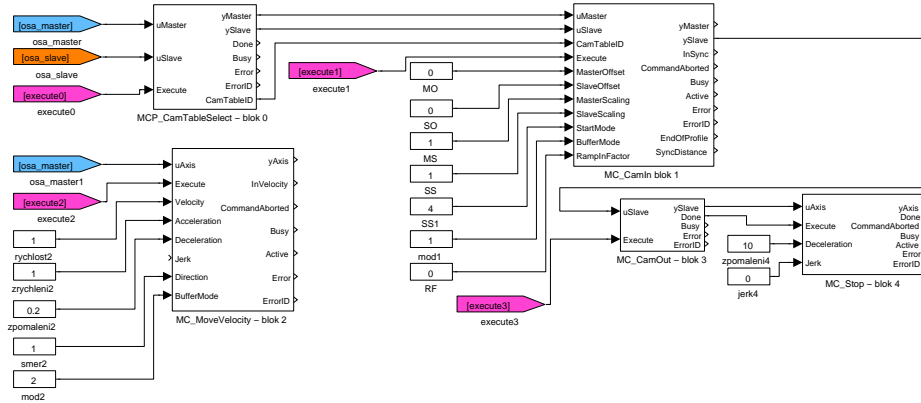 [osa_master]
osa_master
[osa_slave]
osa_slave
[execute0]
execute0
uMaster
uSlave
Execute
yMaster
ySlave
Done
Busy
Error
ErrorID
CamTableID
MCP_CamTableSelect – blok 0
[execute1]
execute1
0
MO
0
SO
1
MS
1
SS
4
SS1
1
mod1
0
RF
uMaster
uSlave
CamTableID
Execute
MasterOffset
SlaveOffset
MasterScaling
SlaveScaling
StartMode
BufferMode
RampInFactor
yMaster
ySlave
InSync
CommandAborted
Busy
Active
Error
ErrorID
EndOfProfile
SyncDistance
MC_CamIn blok 1
[osa_master]
osa_master1
[execute2]
execute2
1
rychlost2
1
zrychleni2
0.2
zpomaleni2
1
smer2
2
mod2
uAxis
Execute
Velocity
Acceleration
Deceleration
Jerk
Direction
BufferMode
yAxis
InVelocity
CommandAborted
Busy
Active
Error
ErrorID
MC_MoveVelocity – blok 2
[execute3]
execute3
uSlave
Execute
ySlave
Done
Busy
Error
ErrorID
MC_CamOut – blok 3
10
zpomaleni4
0
jerk4
uAxis
Execute
Deceleration
Jerk
yAxis
Done
CommandAborted
Busy
Active
Error
ErrorID
MC_Stop – blok 4